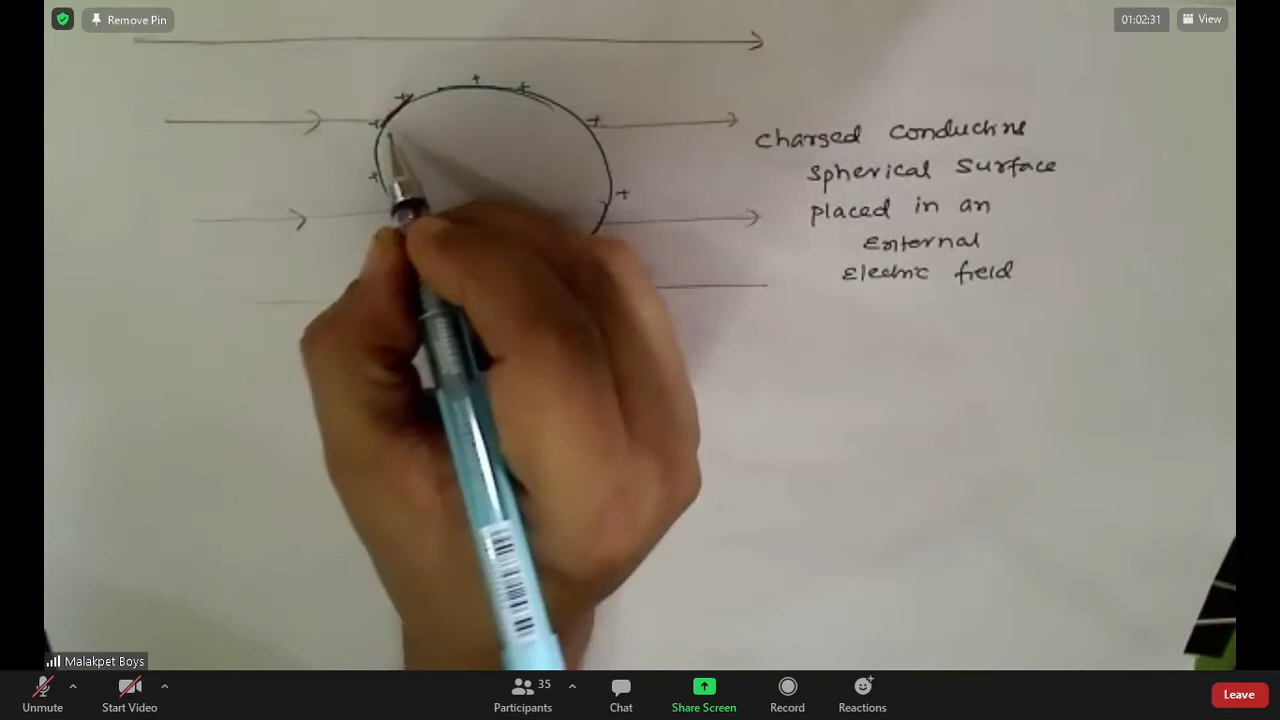 Remove Pin
01:02:31
View
Charged Conducting
Spherical Surface
placed in an
External
Electric field
Malakpet Boys
Unmute
Start Video
35
Participants
Chat
Share Screen
Record
Reactions
Leave